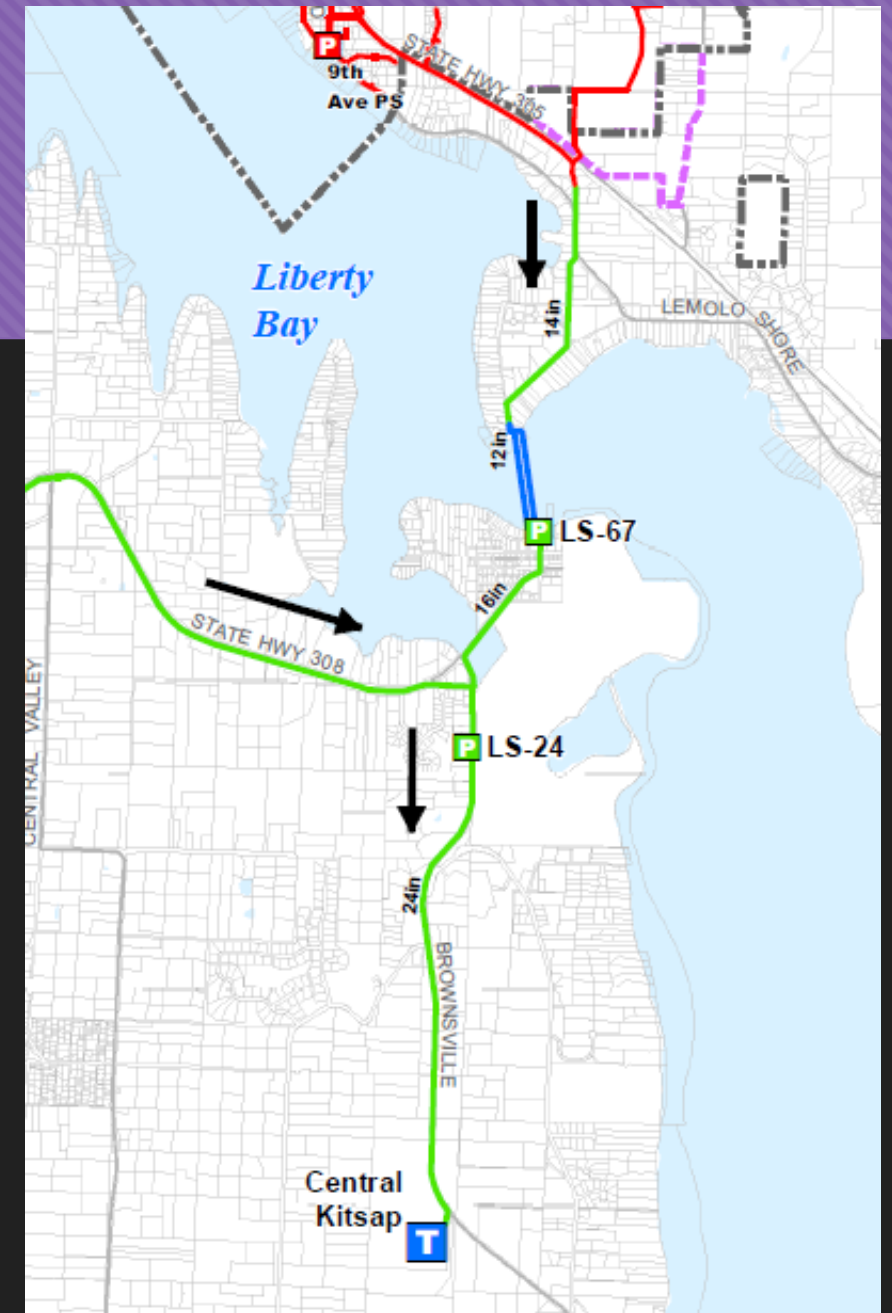 P
9th
Ave PS
STATE HWY 305
Liberty
Bay
14in
LEMOLO SHORE
12in
P LS-67
16in
STATE HWY 308
CENTRAL VALLEY
P LS-24
24in
BROWNSVILLE
Central
Kitsap
T